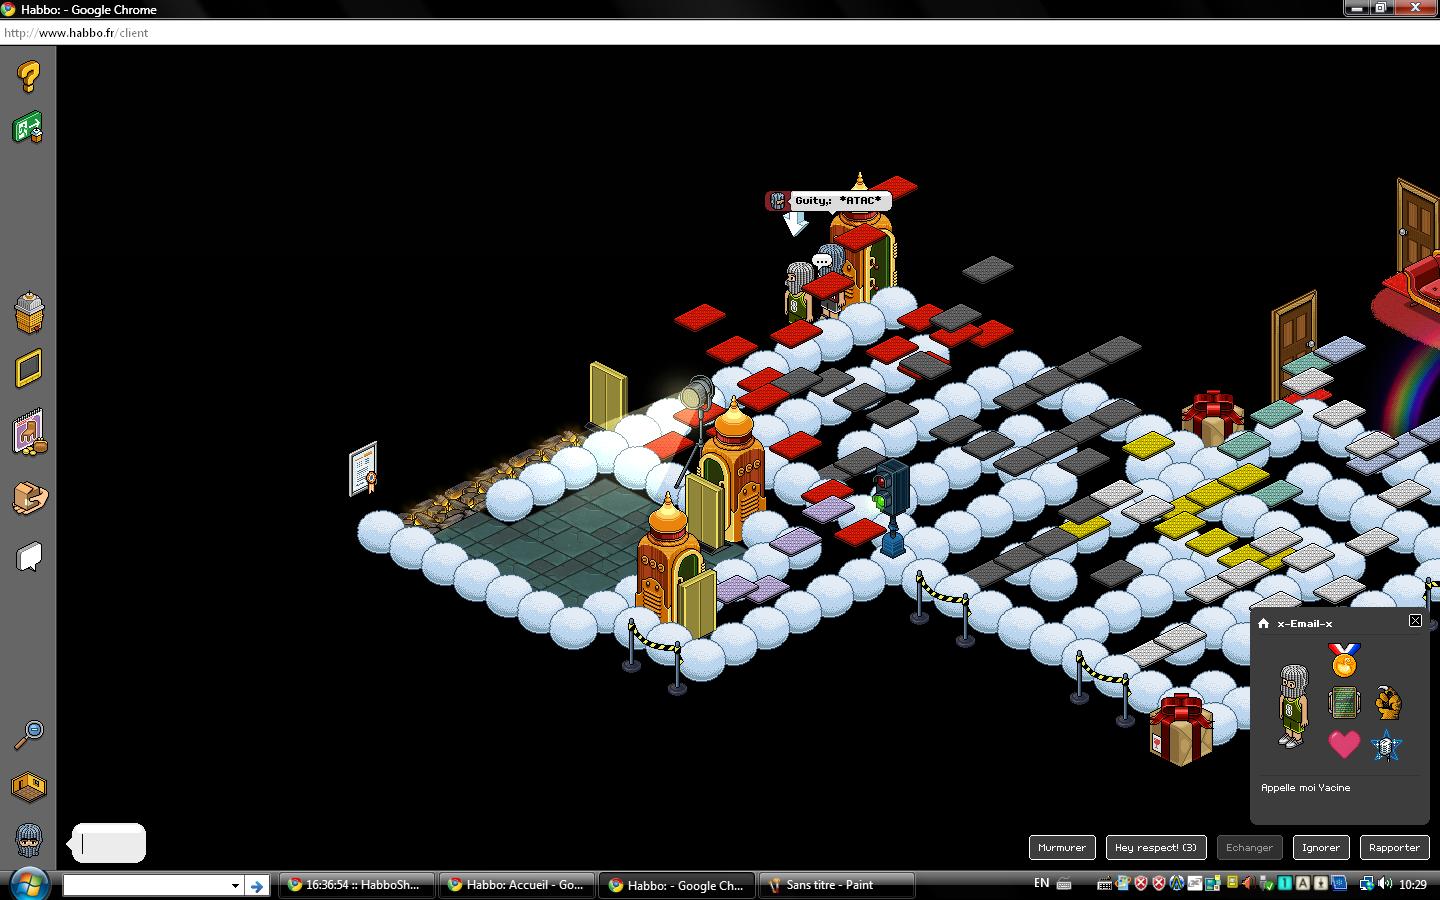 Habbo: - Google Chrome
http://www.habbo.fr/client
Guity,: *ATAC*
...
x-Email-x
8
Appelle moi Yacine
Murmurer
Hey respect! (3)
Echanger
Ignorer
Rapporter
16:36:54 :: HabboSh...
Habbo: Accueil - Go...
Habbo: - Google Ch...
Sans titre - Paint
EN
10:29